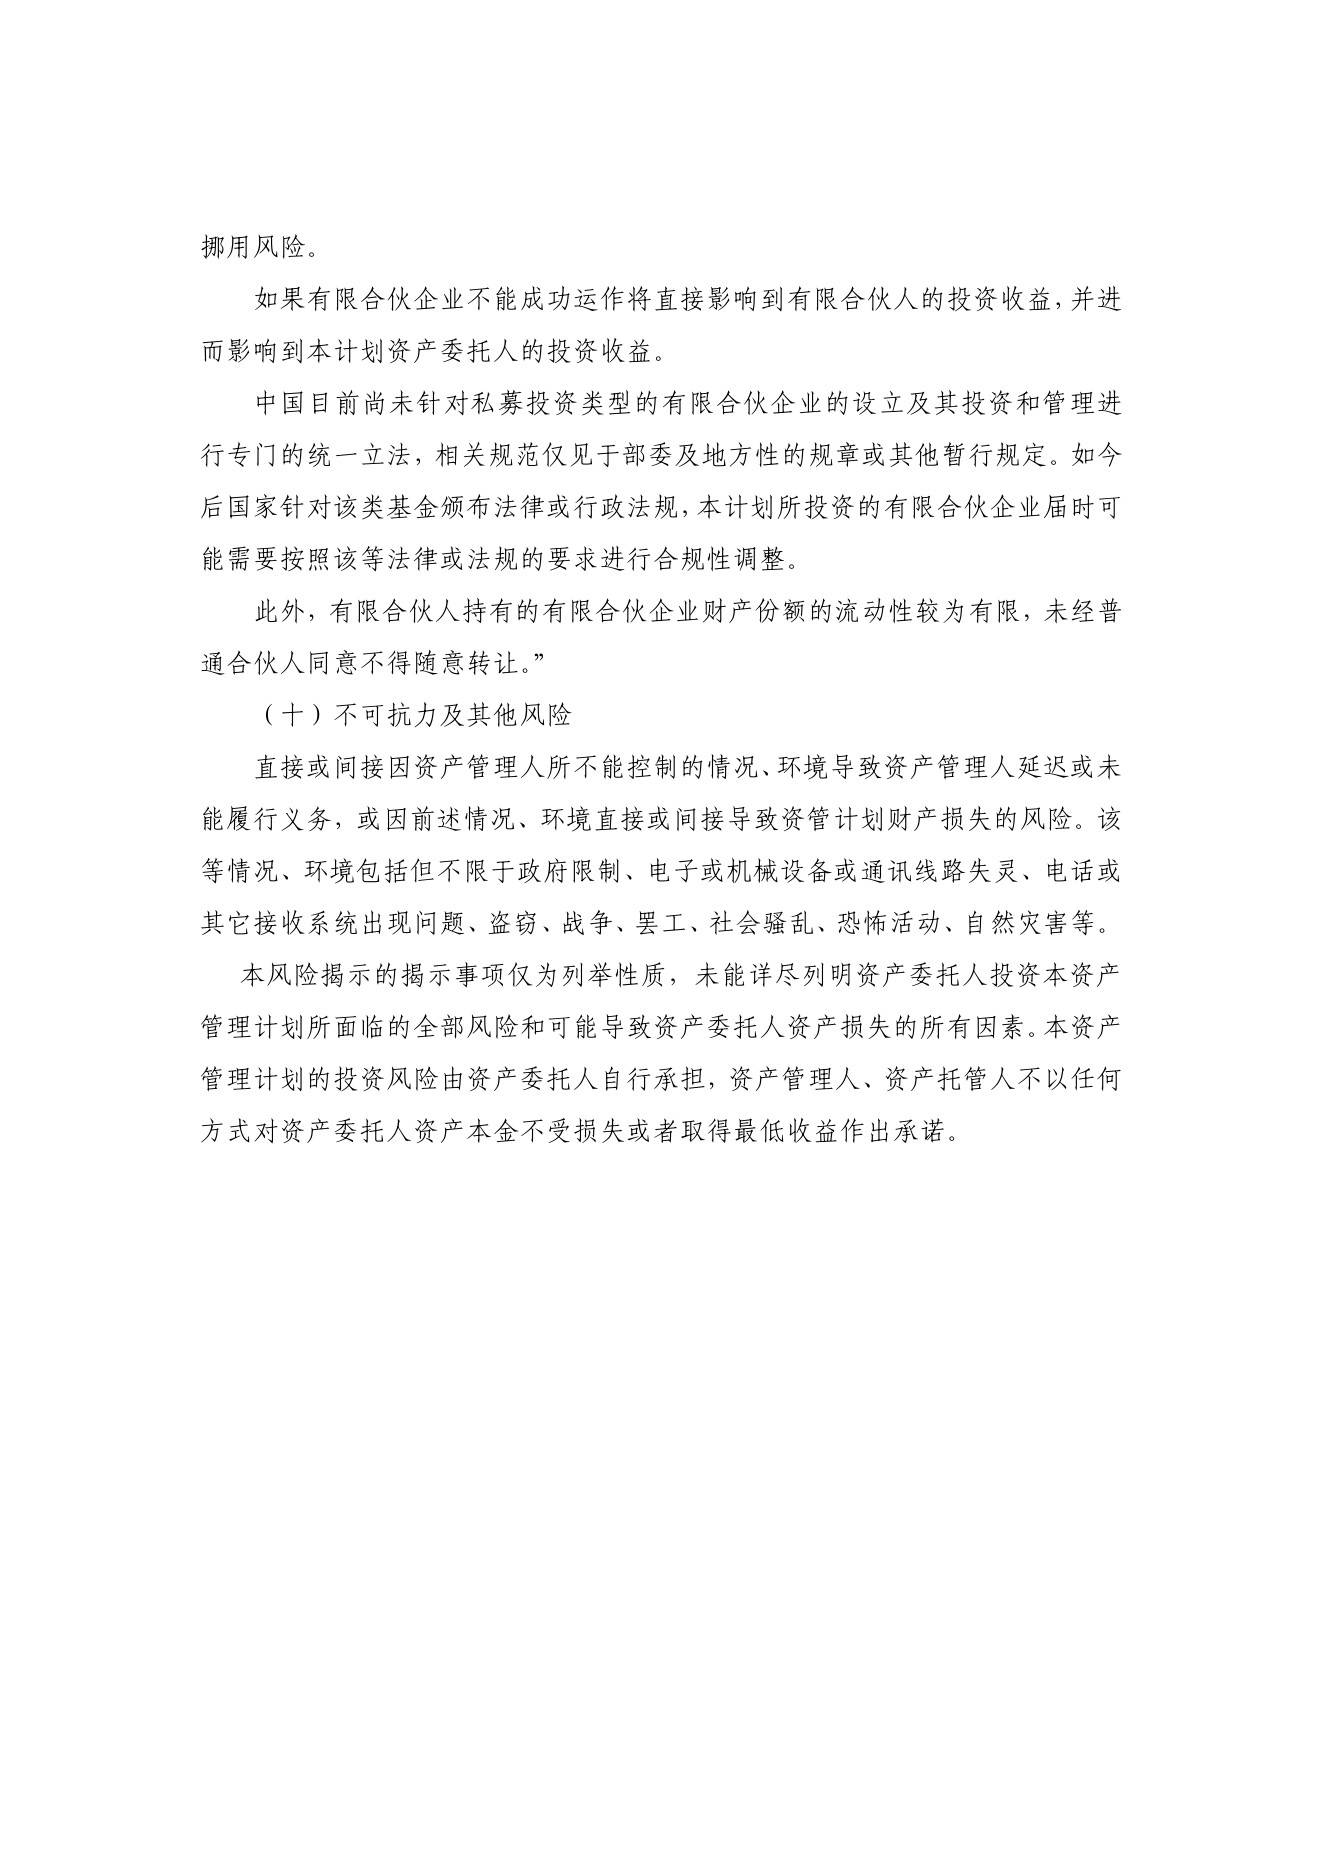 挪用风险。
如果有限合伙企业不能成功运作将直接影响到有限合伙人的投资收益，并进
而影响到本计划资产委托人的投资收益。
中国目前尚未针对私募投资类型的有限合伙企业的设立及其投资和管理进
行专门的统一立法，相关规范仅见于部委及地方性的规章或其他暂行规定。如今
后国家针对该类基金颁布法律或行政法规，本计划所投资的有限合伙企业届时可
能需要按照该等法律或法规的要求进行合规性调整。
此外，有限合伙人持有的有限合伙企业财产份额的流动性较为有限，未经普
通合伙人同意不得随意转让。”
（十）不可抗力及其他风险
直接或间接因资产管理人所不能控制的情况、环境导致资产管理人延迟或未
能履行义务，或因前述情况、环境直接或间接导致资管计划财产损失的风险。该
等情况、环境包括但不限于政府限制、电子或机械设备或通讯线路失灵、电话或
其它接收系统出现问题、盗窃、战争、罢工、社会骚乱、恐怖活动、自然灾害等。
本风险揭示的揭示事项仅为列举性质，未能详尽列明资产委托人投资本资产
管理计划所面临的全部风险和可能导致资产委托人资产损失的所有因素。本资产
管理计划的投资风险由资产委托人自行承担，资产管理人、资产托管人不以任何
方式对资产委托人资产本金不受损失或者取得最低收益作出承诺。